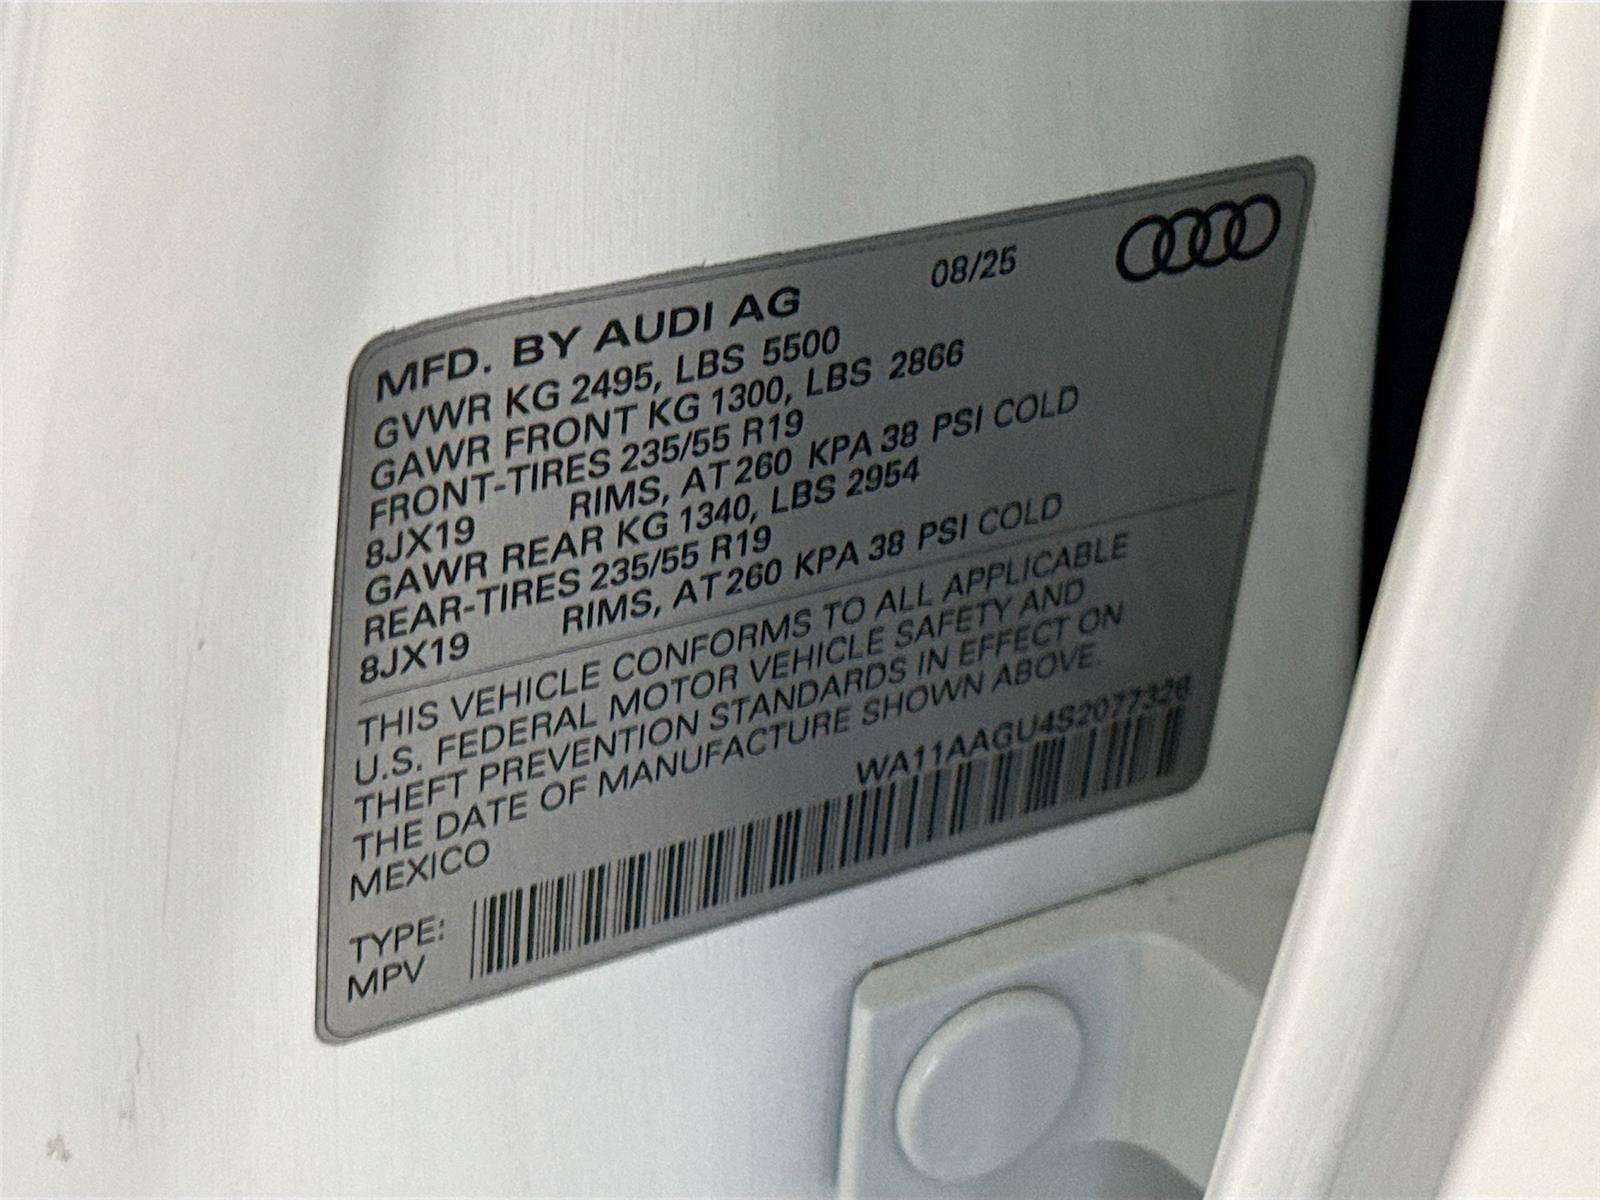 MFD. BY AUDI AG 08/25
GVWR KG 2495, LBS 5500
GAWR FRONT KG 1300, LBS 2866
FRONT-TIRES 235/55 R19
8JX19 RIMS, AT 260 KPA 38 PSI COLD
GAWR REAR KG 1340, LBS 2954
REAR-TIRES 235/55 R19
8JX19 RIMS, AT 260 KPA 38 PSI COLD
THIS VEHICLE CONFORMS TO ALL APPLICABLE
U.S. FEDERAL MOTOR VEHICLE SAFETY AND
THEFT PREVENTION STANDARDS IN EFFECT ON
THE DATE OF MANUFACTURE SHOWN ABOVE.
MEXICO WA11AAGU4S2077328
TYPE:
MPV